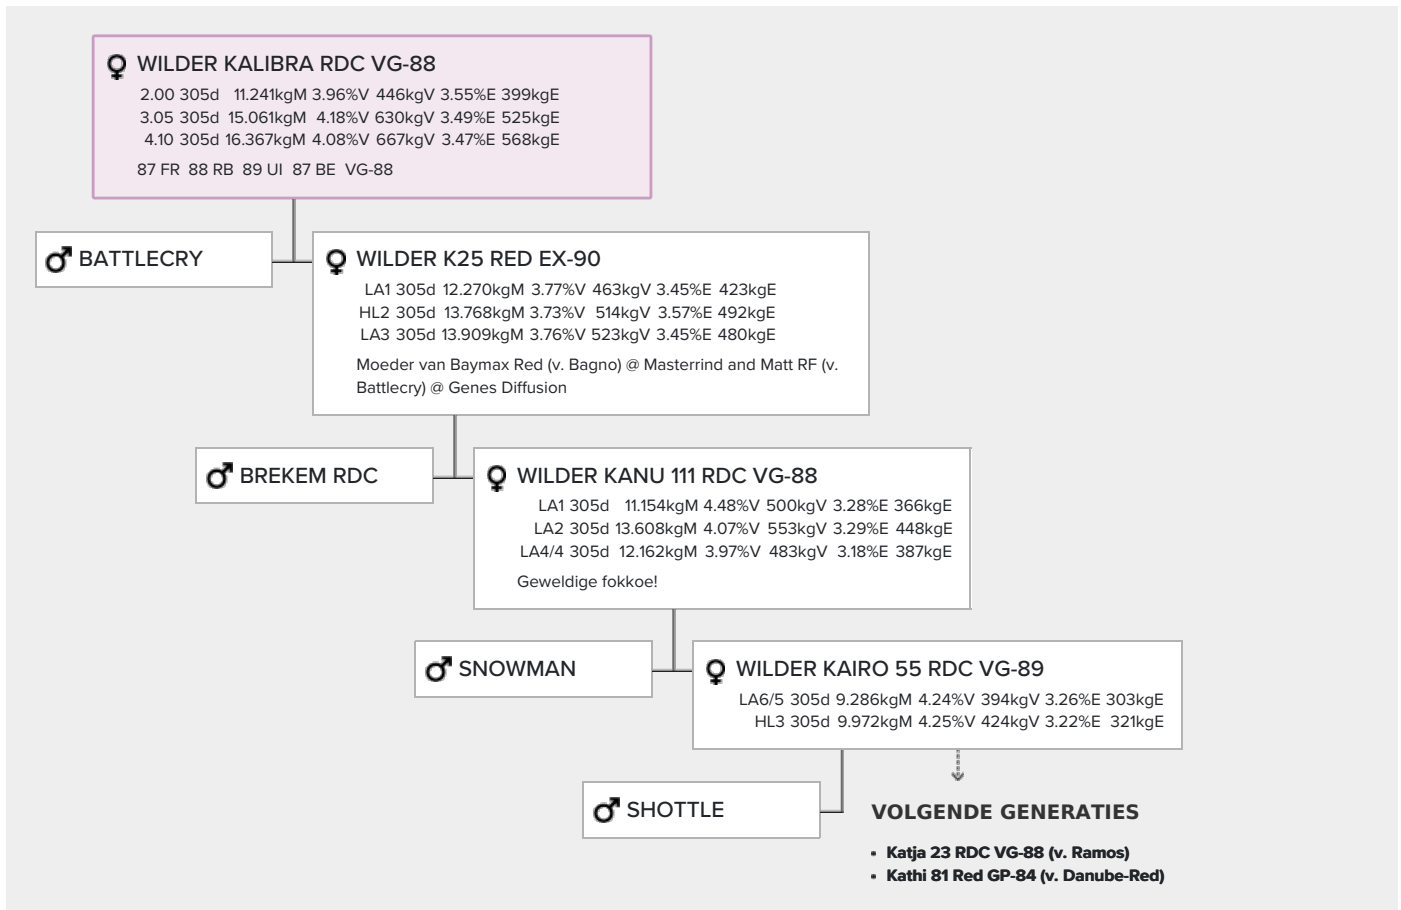 WILDER KALIBRA RDC VG-88
2.00 305d 11.241kgM 3.96%V 446kgV 3.55%E 399kgE
3.05 305d 15.061kgM 4.18%V 630kgV 3.49%E 525kgE
4.10 305d 16.367kgM 4.08%V 667kgV 3.47%E 568kgE
87 FR 88 RB 89 UI 87 BE VG-88
BATTLECRY
WILDER K25 RED EX-90
LA1 305d 12.270kgM 3.77%V 463kgV 3.45%E 423kgE
HL2 305d 13.768kgM 3.73%V 514kgV 3.57%E 492kgE
LA3 305d 13.909kgM 3.76%V 523kgV 3.45%E 480kgE
Moeder van Baymax Red (v. Bagno) @ Masterrind and Matt RF (v.
Battlecry) @ Genes Diffusion
BREKEM RDC
WILDER KANU 111 RDC VG-88
LA1 305d 11.154kgM 4.48%V 500kgV 3.28%E 366kgE
LA2 305d 13.608kgM 4.07%V 553kgV 3.29%E 448kgE
LA4/4 305d 12.162kgM 3.97%V 483kgV 3.18%E 387kgE
Geweldige fokkoe!
SNOWMAN
WILDER KAIRO 55 RDC VG-89
LA6/5 305d 9.286kgM 4.24%V 394kgV 3.26%E 303kgE
HL3 305d 9.972kgM 4.25%V 424kgV 3.22%E 321kgE
SHOTTLE
VOLGENDE GENERATIES
• Katja 23 RDC VG-88 (v. Ramos)
• Kathi 81 Red GP-84 (v. Danube-Red)